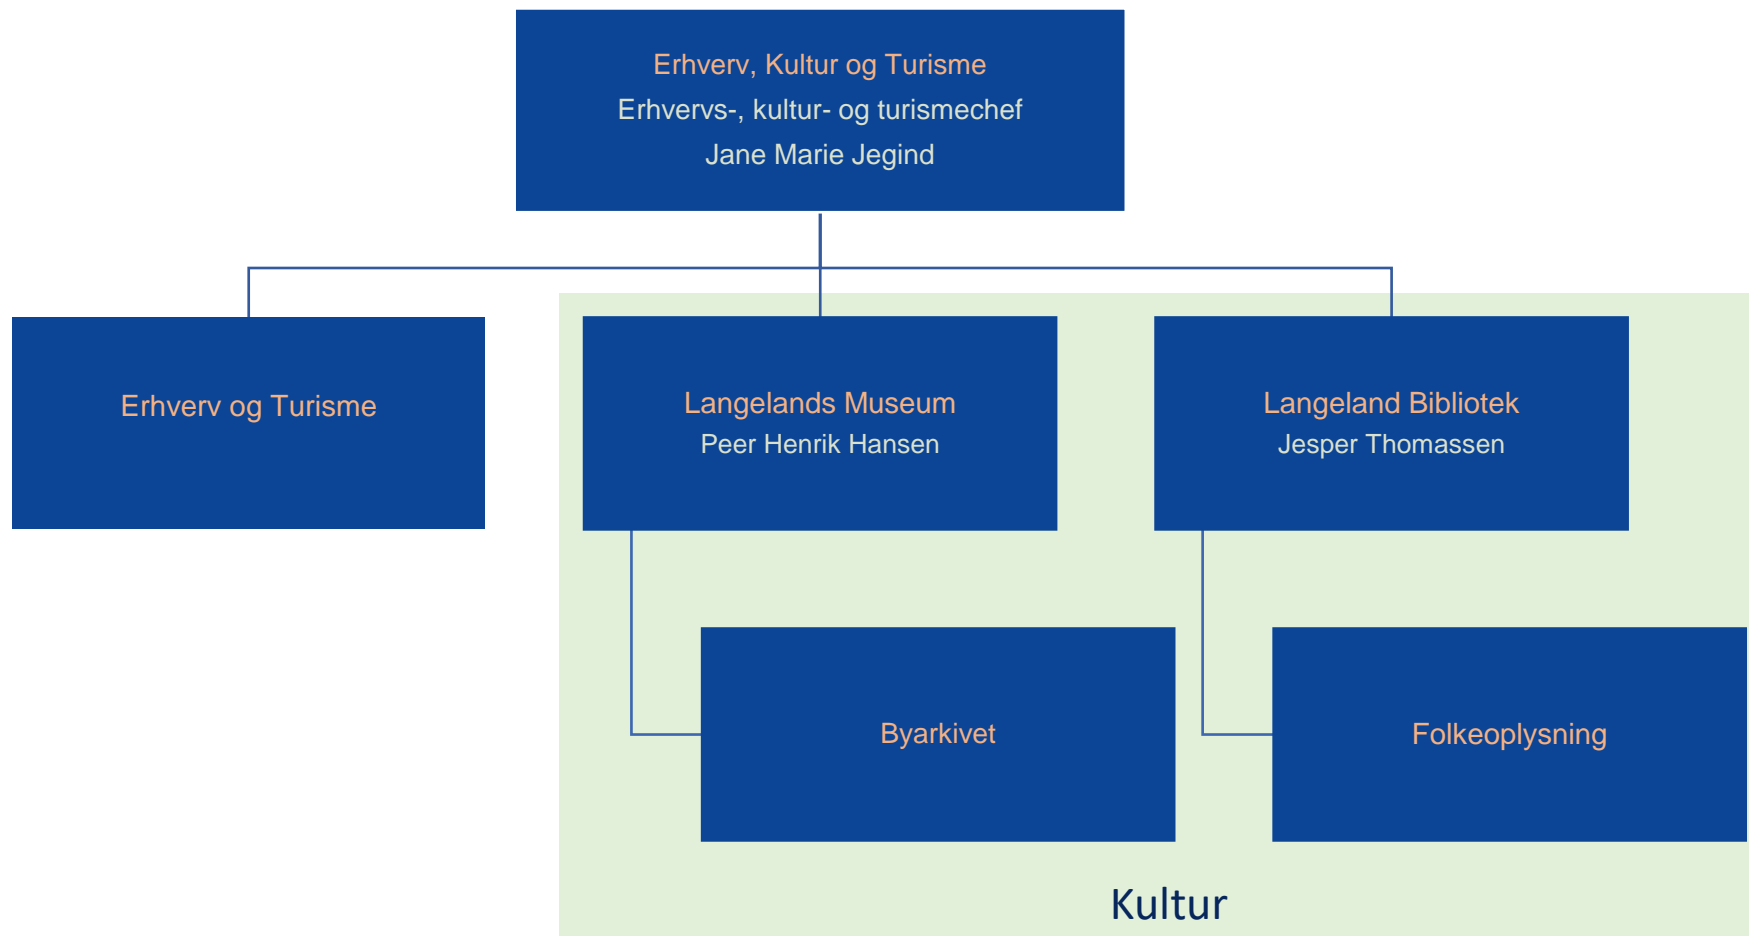 Erhverv, Kultur og Turisme
Erhvervs-, kultur- og turismechef
Jane Marie Jegind
Erhverv og Turisme
Langelands Museum
Peer Henrik Hansen
Langeland Bibliotek
Jesper Thomassen
Byarkivet
Folkeoplysning
Kultur